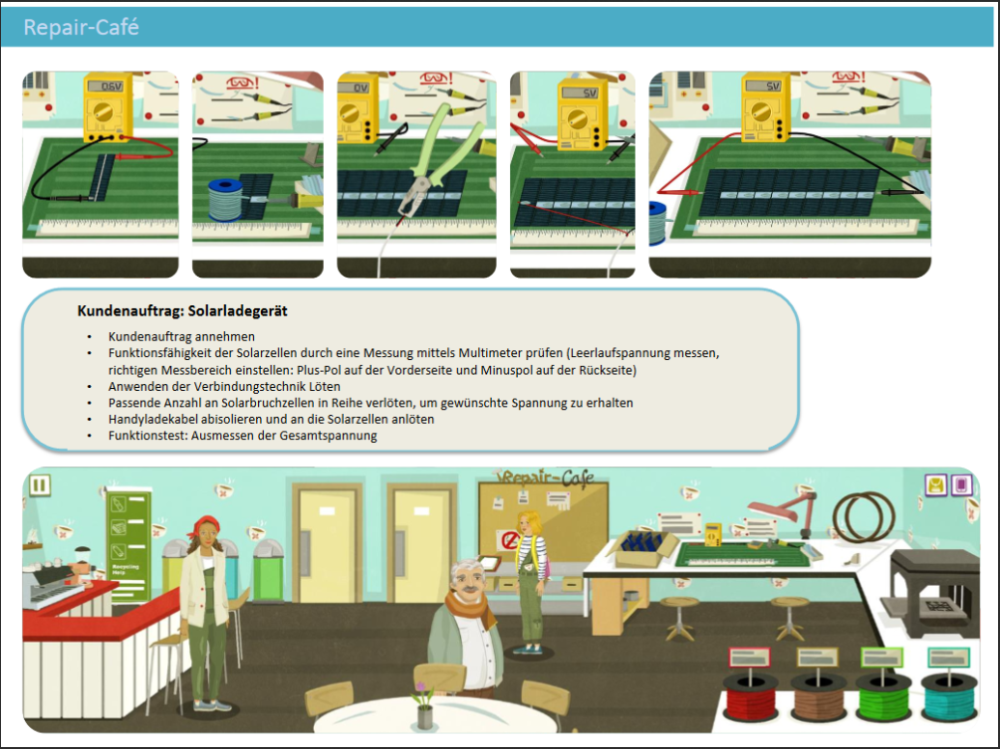 Repair-Café
0.6V
0V
5V
5V
Kundenauftrag: Solarladegerät
• Kundenauftrag annehmen
• Funktionsfähigkeit der Solarzellen durch eine Messung mittels Multimeter prüfen (Leerlaufspannung messen,
richtigen Messbereich einstellen: Plus-Pol auf der Vorderseite und Minuspol auf der Rückseite)
• Anwenden der Verbindungstechnik Löten
• Passende Anzahl an Solarbruchzellen in Reihe verlöten, um gewünschte Spannung zu erhalten
• Handyladekabel abisolieren und an die Solarzellen anlöten
• Funktionstest: Ausmessen der Gesamtspannung
Repair-Cafe
Recycling
Help